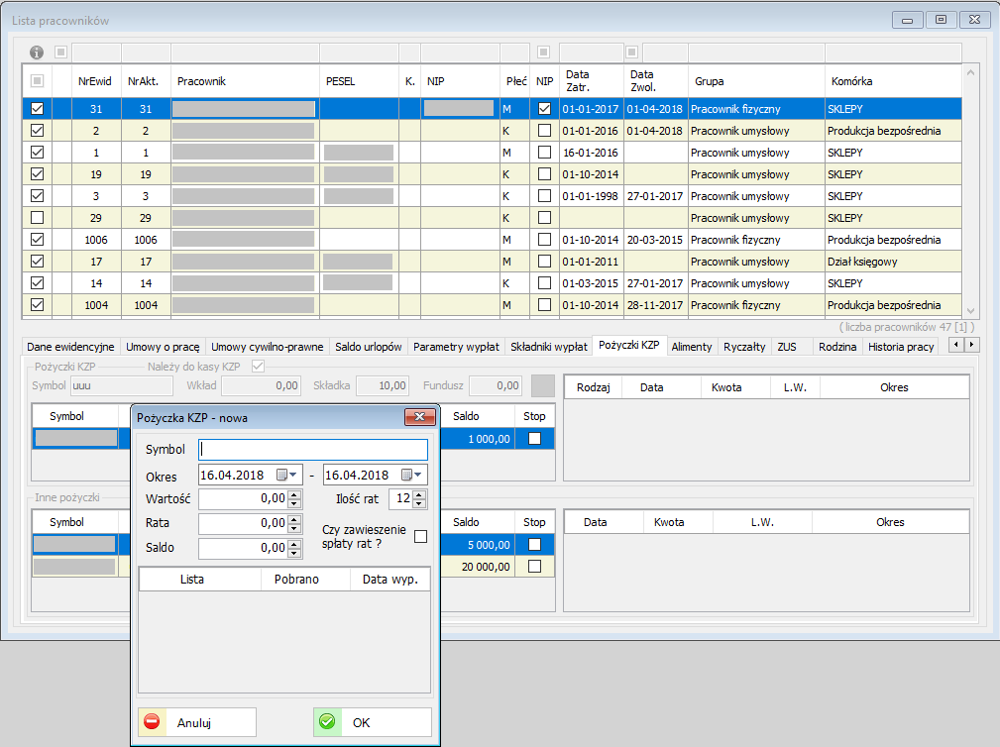 Lista pracowników
NrEwid NrAkt. Pracownik PESEL K. NIP Płeć NIP Data Zatr. Data Zwol. Grupa Komórka
31 31 M 01-01-2017 01-04-2018 Pracownik fizyczny SKLEPY
2 2 K 01-01-2016 01-04-2018 Pracownik umysłowy Produkcja bezpośrednia
1 1 M 16-01-2016 Pracownik umysłowy SKLEPY
19 19 K 01-10-2014 Pracownik umysłowy SKLEPY
3 3 K 01-01-1998 27-01-2017 Pracownik umysłowy SKLEPY
29 29 K Pracownik umysłowy SKLEPY
1006 1006 M 01-10-2014 20-03-2015 Pracownik fizyczny Produkcja bezpośrednia
17 17 M 01-01-2011 Pracownik umysłowy Dział księgowy
14 14 K 01-03-2015 27-01-2017 Pracownik umysłowy SKLEPY
1004 1004 M 01-10-2014 28-11-2017 Pracownik fizyczny Produkcja bezpośrednia
( liczba pracowników 47 [1] )
Dane ewidencyjne Umowy o pracę Umowy cywilno-prawne Saldo urlopów Parametry wypłat Składniki wypłat Pożyczki KZP Alimenty Ryczałty ZUS Rodzina Historia pracy
Pożyczki KZP Należy do kasy KZP
Symbol uuu Wkład 0,00 Składka 10,00 Fundusz 0,00
Rodzaj Data Kwota L.W. Okres
Symbol Saldo Stop
1 000,00
Inne pożyczki
Symbol Saldo Stop
5 000,00
20 000,00
Data Kwota L.W. Okres
Pożyczka KZP - nowa
Symbol
Okres 16.04.2018 - 16.04.2018
Wartość 0,00 Ilość rat 12
Rata 0,00
Czy zawieszenie spłaty rat ?
Saldo 0,00
Lista Pobrano Data wyp.
Anuluj OK